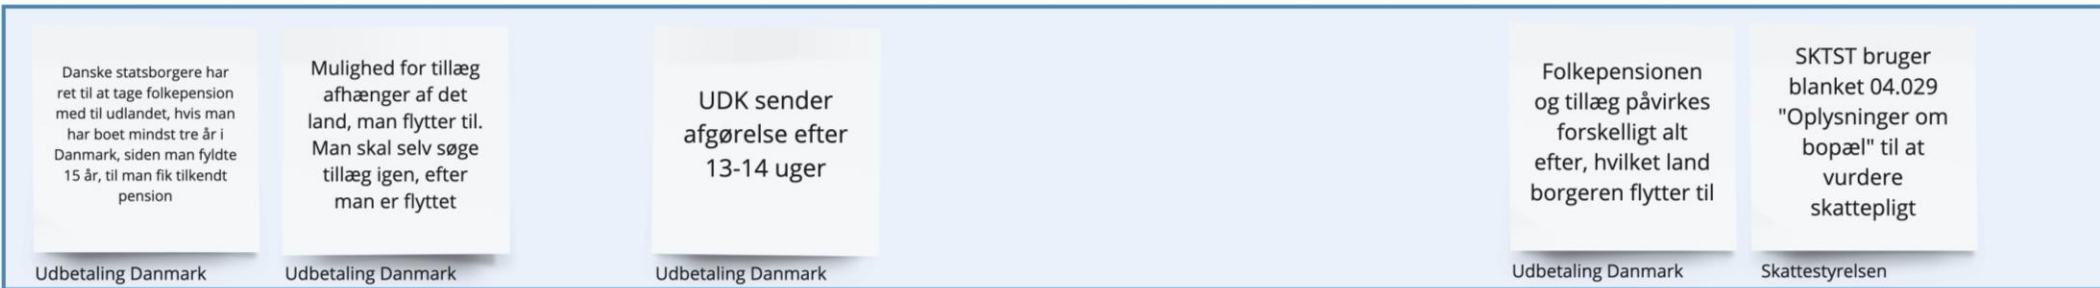 Danske statsborgere har
ret til at tage folkepension
med til udlandet, hvis man
har boet mindst tre år i
Danmark, siden man fyldte
15 år, til man fik tilkendt
pension
Udbetaling Danmark
Mulighed for tillæg
afhænger af det
land, man flytter til.
Man skal selv søge
tillæg igen, efter
man er flyttet
Udbetaling Danmark
UDK sender
afgørelse efter
13-14 uger
Udbetaling Danmark
Folkepensionen
og tillæg påvirkes
forskelligt alt
efter, hvilket land
borgeren flytter til
Udbetaling Danmark
SKTST bruger
blanket 04.029
"Oplysninger om
bopæl" til at
vurdere
skattepligt
Skattestyrelsen